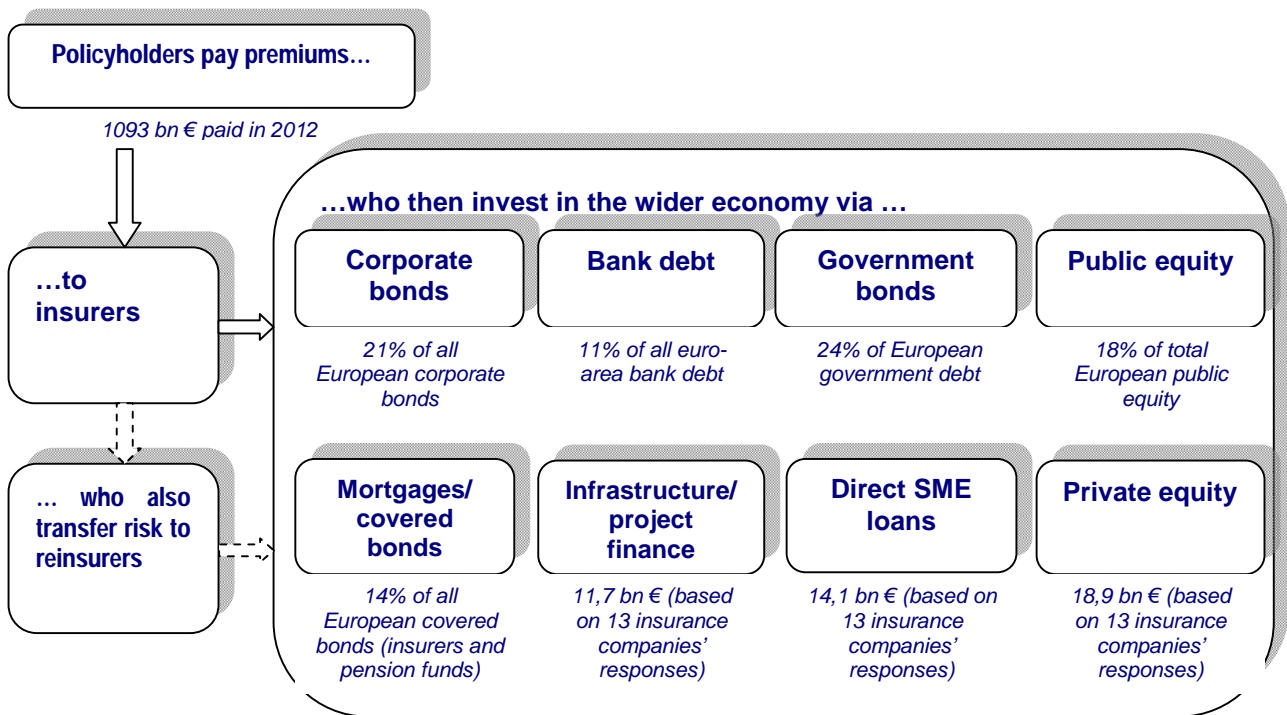 Policyholders pay premiums…
1093 bn € paid in 2012
…who then invest in the wider economy via …
…to
insurers
Corporate
bonds
21% of all
European corporate
bonds
Bank debt
11% of all euro-
area bank debt
Government
bonds
24% of European
government debt
Public equity
18% of total
European public
equity
… who also
transfer risk to
reinsurers
Mortgages/
covered
bonds
14% of all
European covered
bonds (insurers and
pension funds)
Infrastructure/
project
finance
11,7 bn € (based
on 13 insurance
companies’
responses)
Direct SME
loans
14,1 bn € (based on
13 insurance
companies’
responses)
Private equity
18,9 bn € (based
on 13 insurance
companies’
responses)